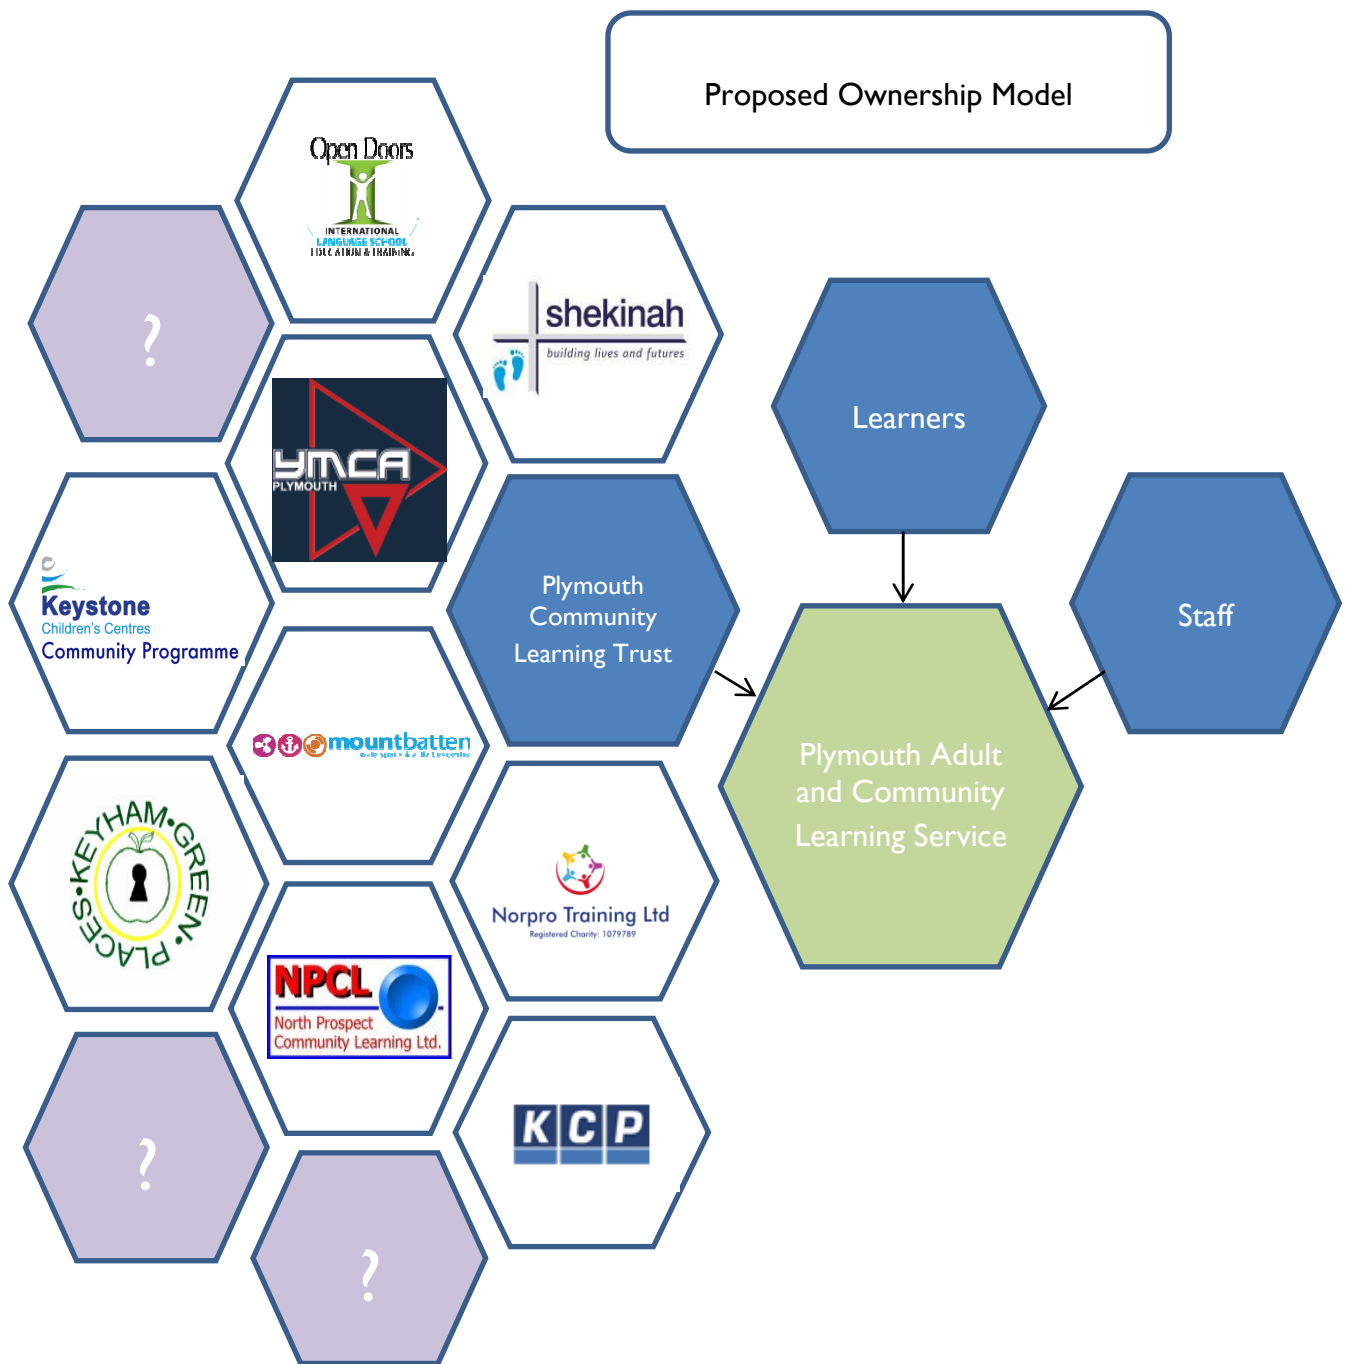 Proposed Ownership Model
Open Doors
INTERNATIONAL
LANGUAGE SCHOOL
EDUCATION & TRAINING
?
shekinah
building lives and futures
Learners
YMCA
PLYMOUTH
Keystone
Children's Centres
Community Programme
Plymouth
Community
Learning Trust
Staff
mountbatten
Plymouth Adult
and Community
Learning Service
KEYHAM•GREEN•PLACES•
Norpro Training Ltd
Registered Charity: 1079789
NPCL
North Prospect
Community Learning Ltd.
KCP
?
?